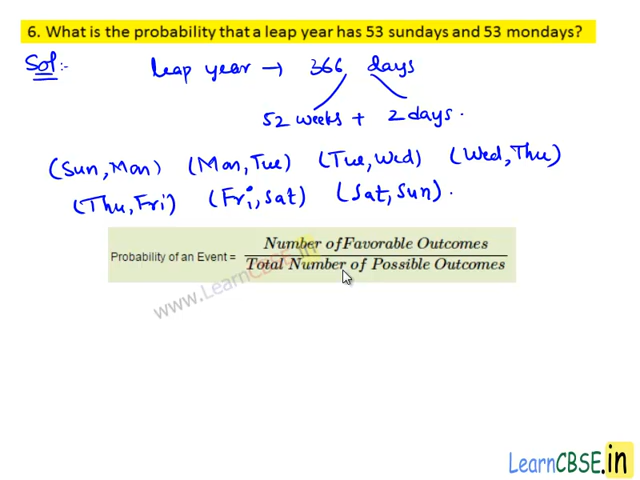 6. What is the probability that a leap year has 53 sundays and 53 mondays?
Sol:-
leap year → 366 days
52 weeks + 2 days.
(Sun, Mon) (Mon, Tue) (Tue, Wed) (Wed, Thu)
(Thu, Fri) (Fri, Sat) (Sat, Sun).
Probability of an Event = Number of Favorable Outcomes
Total Number of Possible Outcomes
www.LearnCBSE.in
LearnCBSE.in